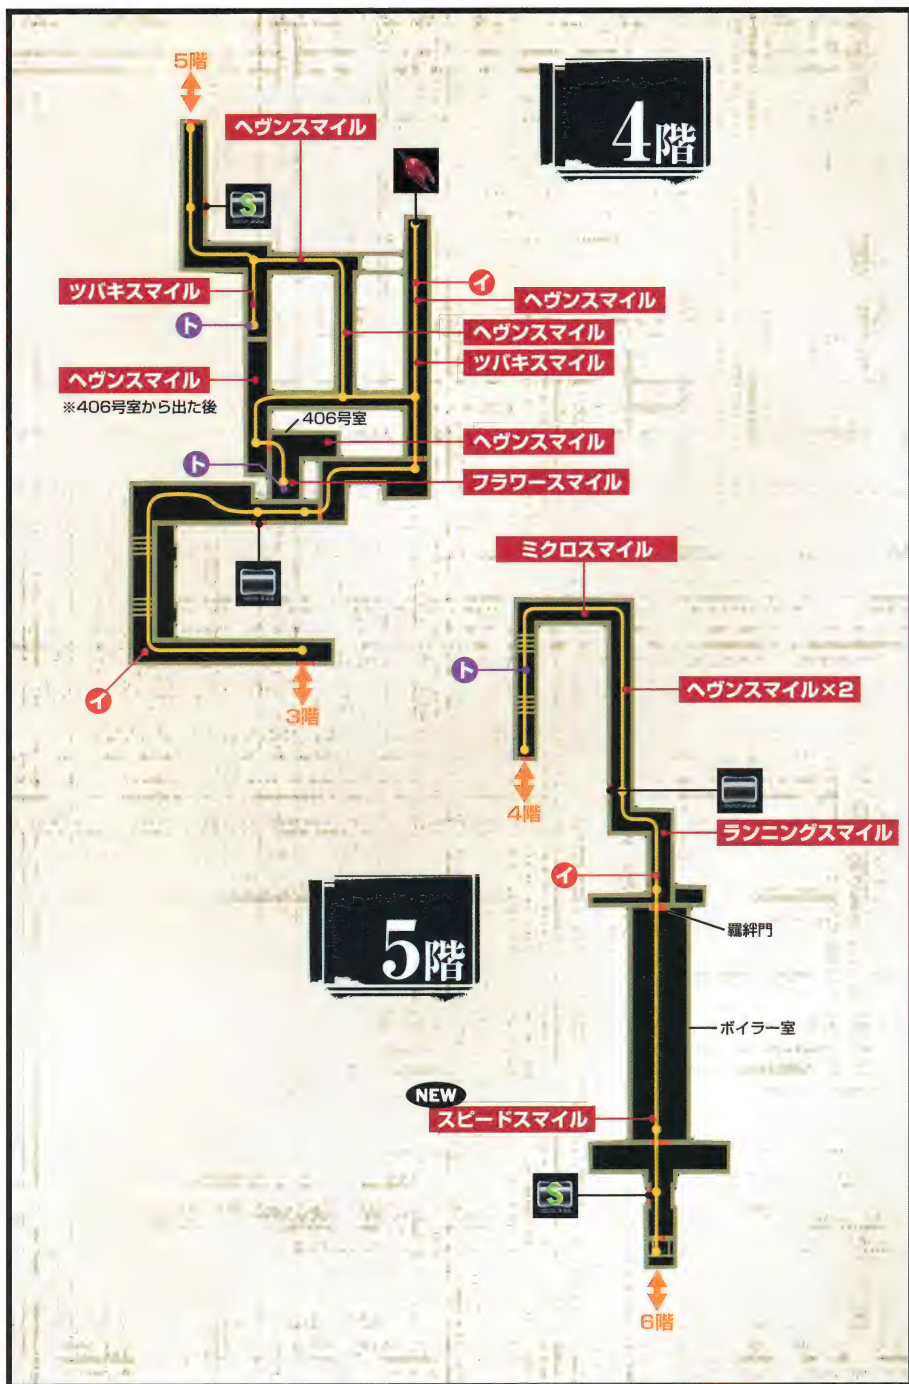 5階
4階
ヘヴンスマイル
S
ツバキスマイル
イ
ト
ヘヴンスマイル
ヘヴンスマイル
ツバキスマイル
ヘヴンスマイル
※406号室から出た後
406号室
ヘヴンスマイル
ト
フラワースマイル
ミクロスマイル
ト
イ
3階
ヘヴンスマイル×2
4階
ランニングスマイル
イ
5階
羅絆門
ボイラー室
NEW
スピードスマイル
S
6階